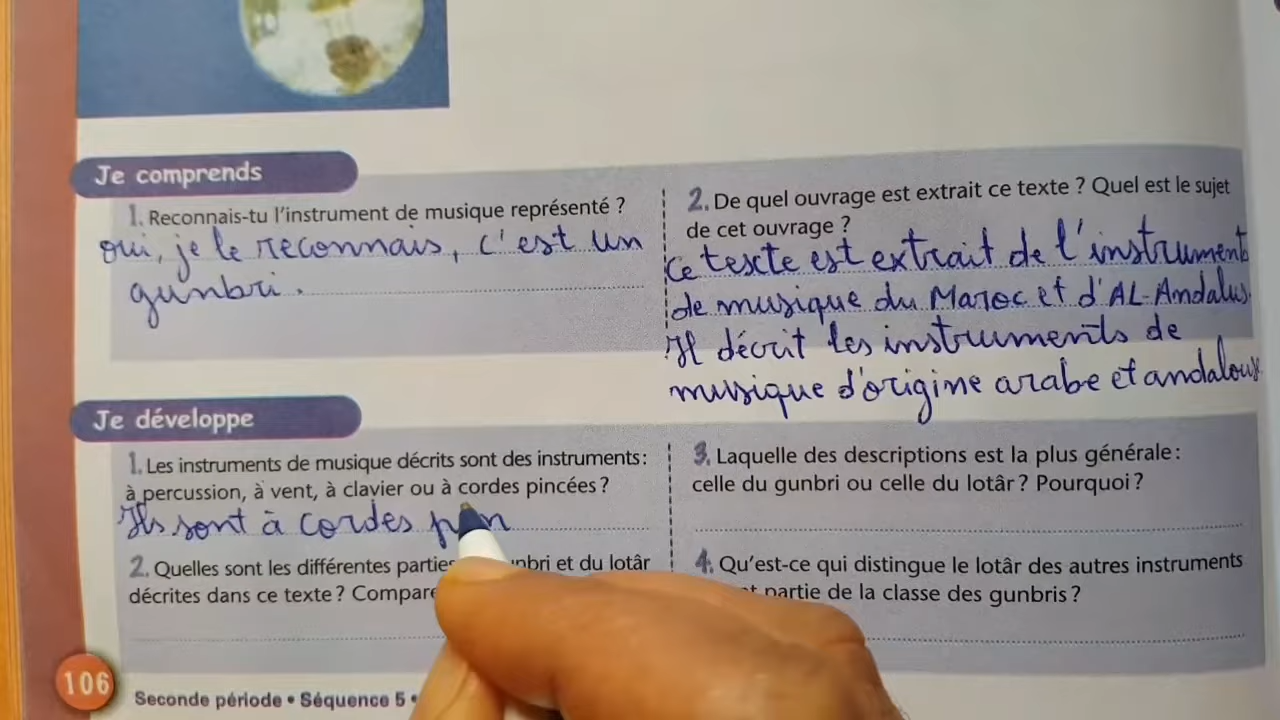 Je comprends
1. Reconnais-tu l'instrument de musique représenté ?
oui, je le reconnais, c'est un
gunbri.
2. De quel ouvrage est extrait ce texte ? Quel est le sujet
de cet ouvrage ?
ce texte est extrait de l'instrument
de musique du Maroc et d'AL-Andalus.
Il décrit les instruments de
musique d'origine arabe et andalous
Je développe
1. Les instruments de musique décrits sont des instruments :
à percussion, à vent, à clavier ou à cordes pincées ?
Ils sont à cordes pin
2. Quelles sont les différentes parties nbri et du lotâr
décrites dans ce texte ? Compare
3. Laquelle des descriptions est la plus générale :
celle du gunbri ou celle du lotâr ? Pourquoi ?
4. Qu'est-ce qui distingue le lotâr des autres instruments
partie de la classe des gunbris ?
106
Seconde période • Séquence 5 •